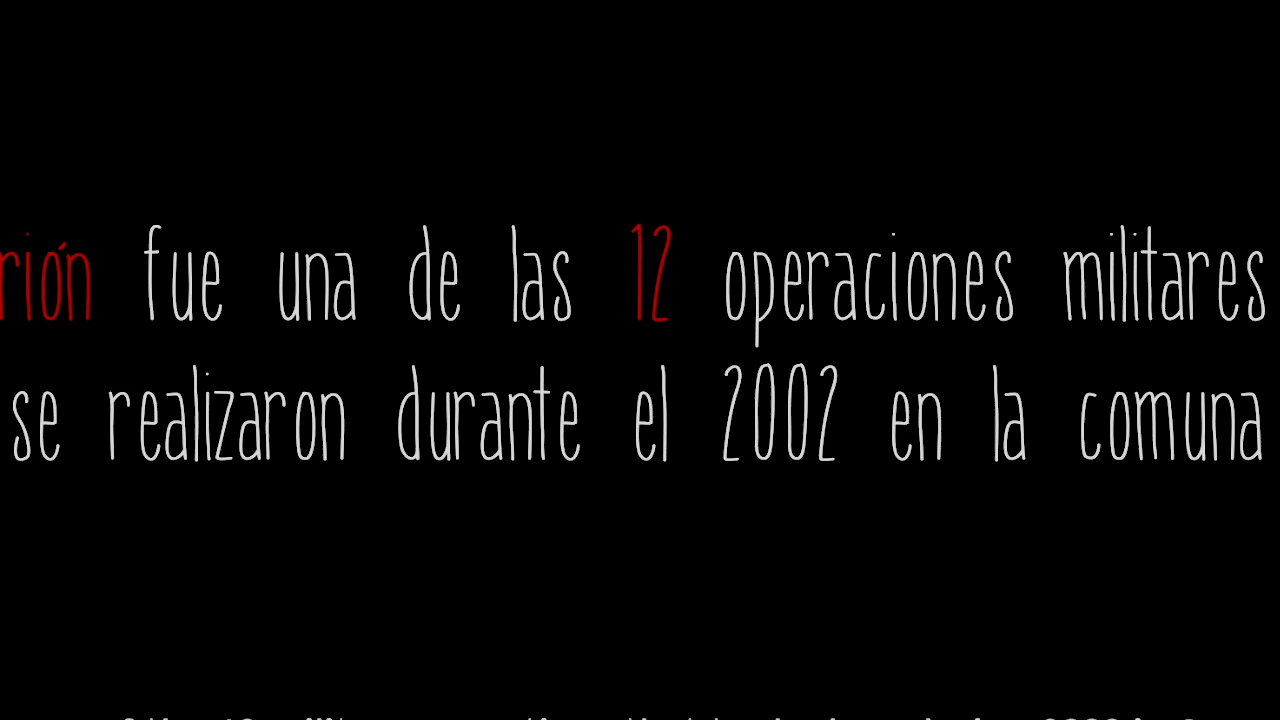 rión fue una de las 12 operaciones militares
se realizaron durante el 2002 en la comuna